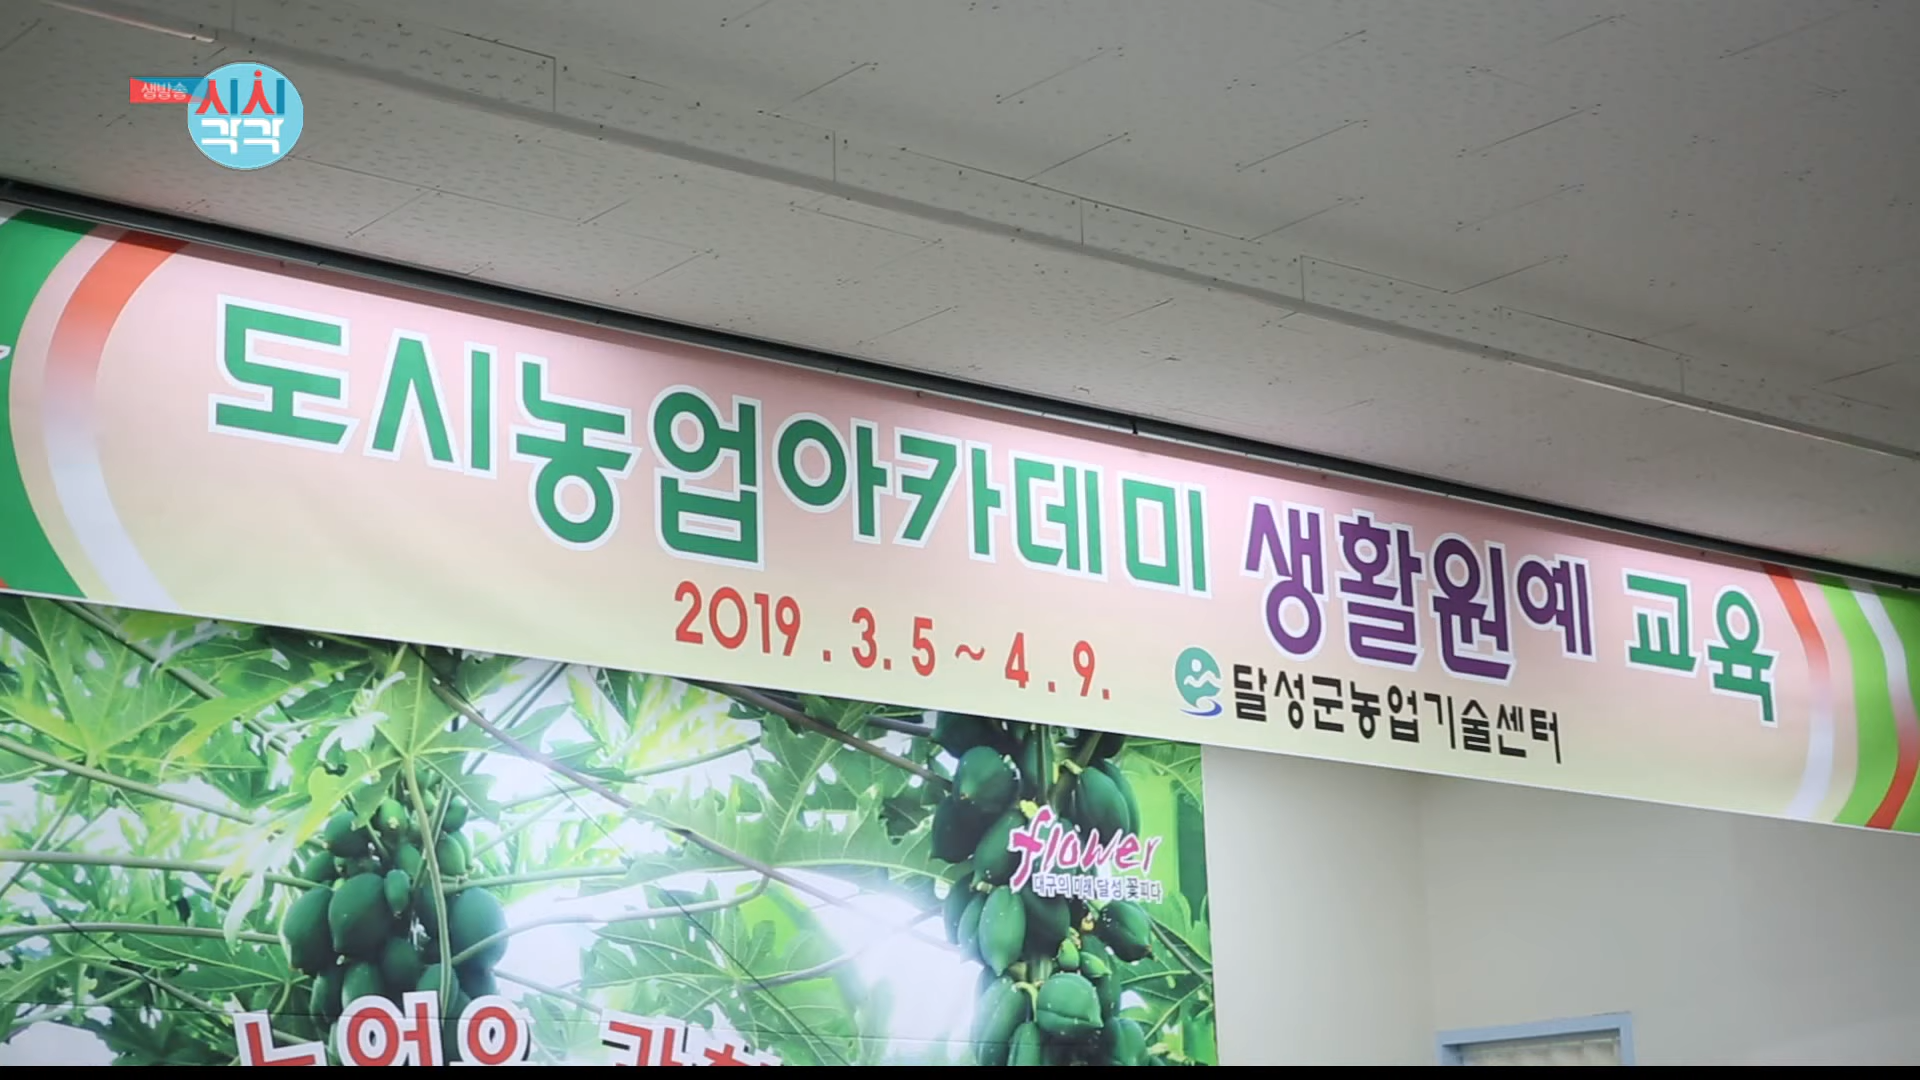 생방송
시시각각
도시농업아카데미 생활원예 교육
2019.3.5~4.9.
달성군농업기술센터
flower
대구의 미래 달성 꽃피다